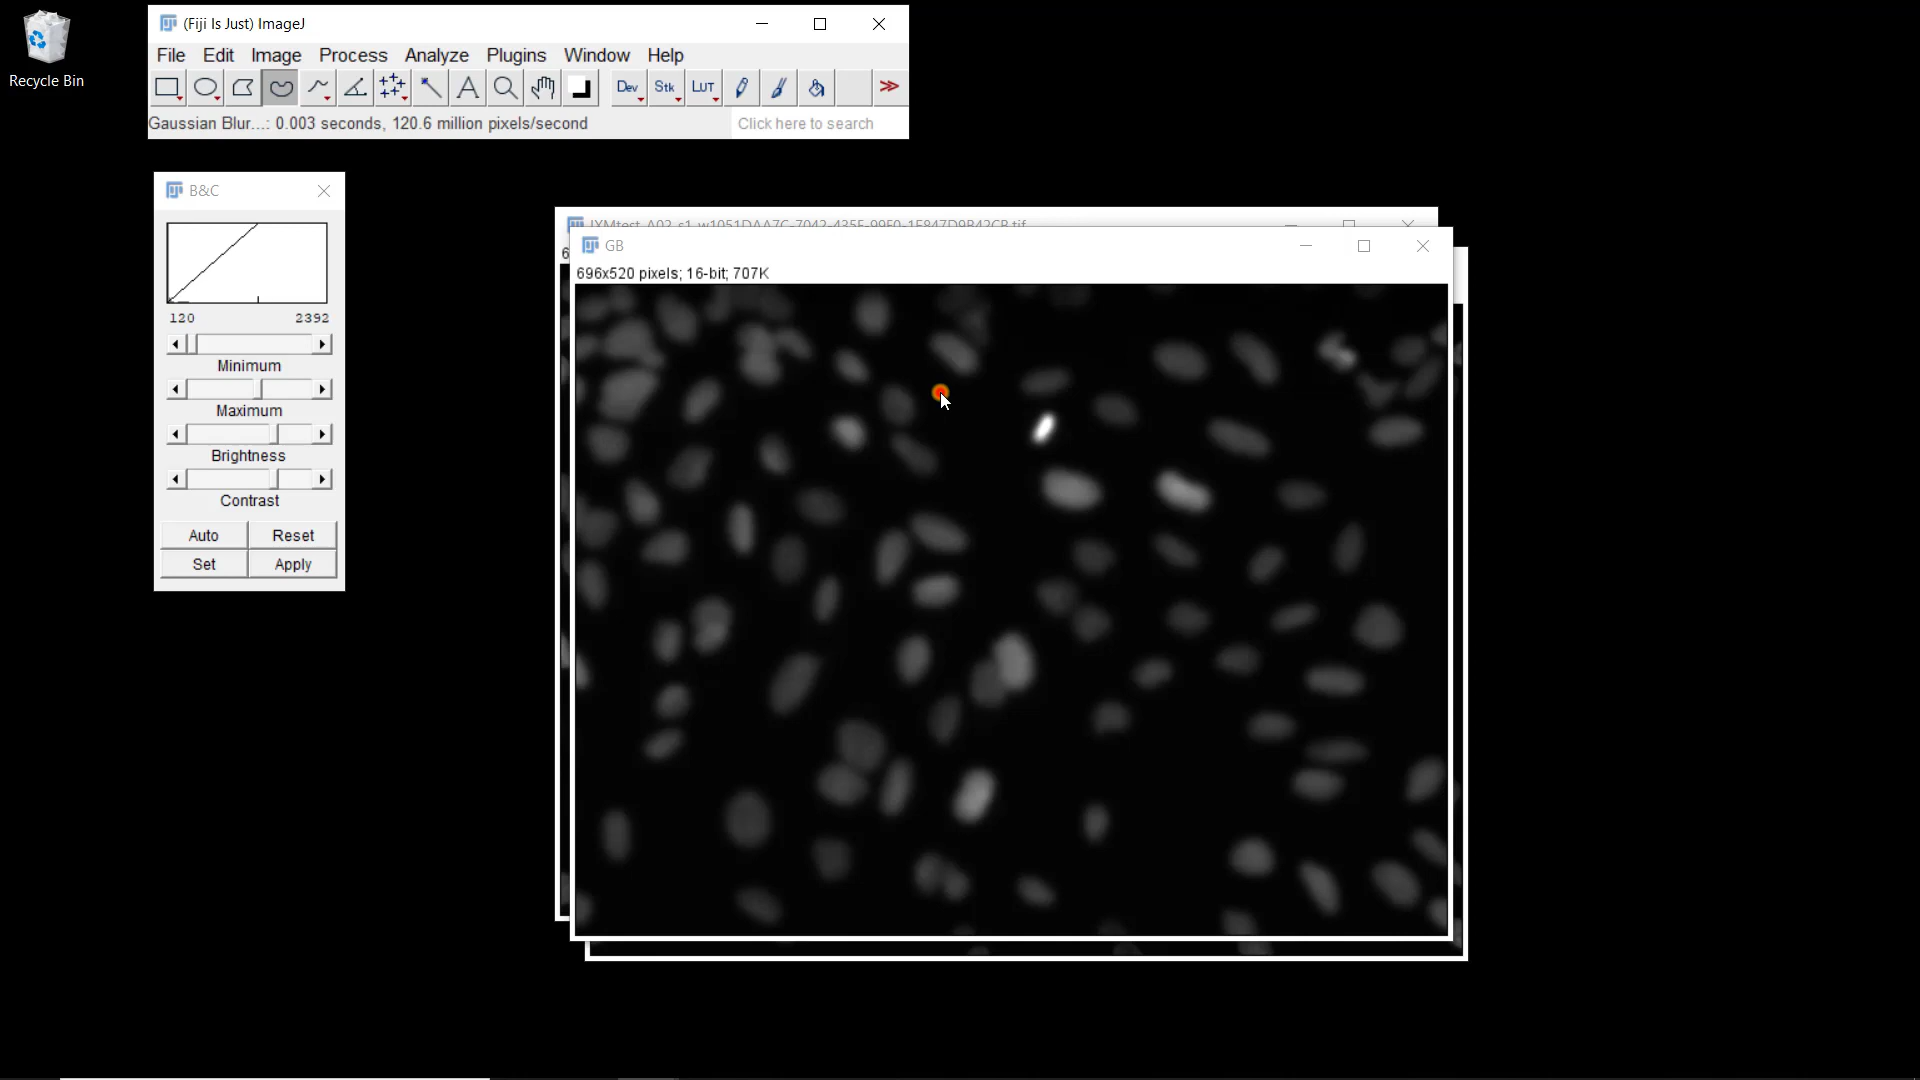 Recycle Bin
(Fiji Is Just) ImageJ
File Edit Image Process Analyze Plugins Window Help
A Dev Stk LUT
Gaussian Blur...: 0.003 seconds, 120.6 million pixels/second
Click here to search
B&C
120 2392
Minimum
Maximum
Brightness
Contrast
Auto Reset
Set Apply
GB
696x520 pixels; 16-bit; 707K